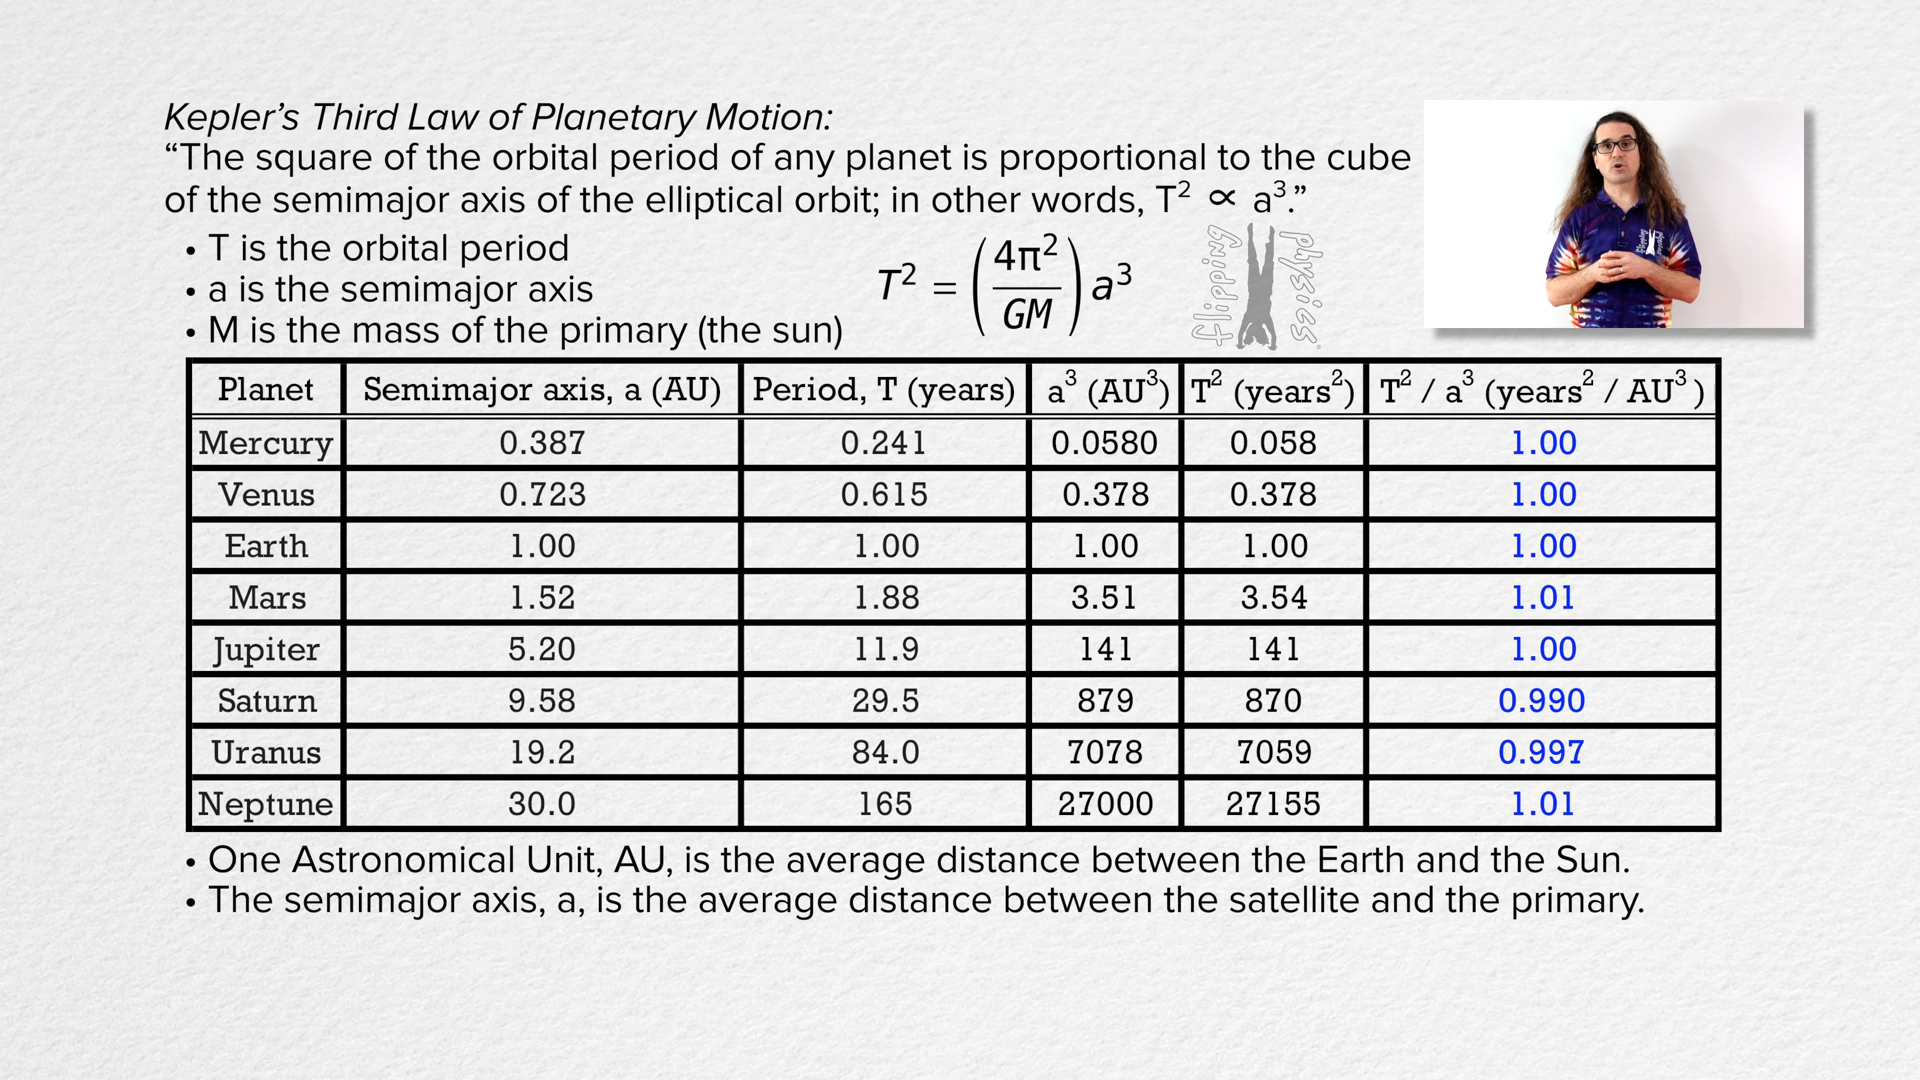 Kepler’s Third Law of Planetary Motion:
“The square of the orbital period of any planet is proportional to the cube
of the semimajor axis of the elliptical orbit; in other words, T² ∝ a³.”
• T is the orbital period
• a is the semimajor axis
• M is the mass of the primary (the sun)
T² = (4π²/GM) a³
flipping physics
Planet Semimajor axis, a (AU) Period, T (years) a³ (AU³) T² (years²) T² / a³ (years² / AU³)
Mercury 0.387 0.241 0.0580 0.058 1.00
Venus 0.723 0.615 0.378 0.378 1.00
Earth 1.00 1.00 1.00 1.00 1.00
Mars 1.52 1.88 3.51 3.54 1.01
Jupiter 5.20 11.9 141 141 1.00
Saturn 9.58 29.5 879 870 0.990
Uranus 19.2 84.0 7078 7059 0.997
Neptune 30.0 165 27000 27155 1.01
• One Astronomical Unit, AU, is the average distance between the Earth and the Sun.
• The semimajor axis, a, is the average distance between the satellite and the primary.